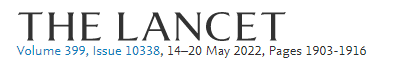 THE LANCET
Volume 399, Issue 10338, 14–20 May 2022, Pages 1903-1916